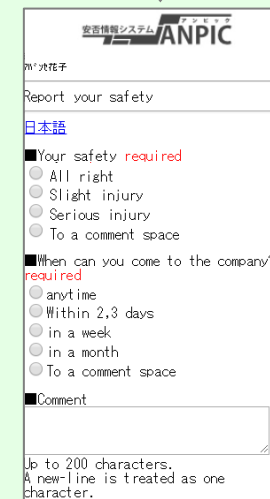 アンピック
安否情報システム ANPIC
ｱﾝﾋﾟｯｸ花子
Report your safety
日本語
■Your safety required
All right
Slight injury
Serious injury
To a comment space
■When can you come to the company?
required
anytime
Within 2,3 days
in a week
in a month
To a comment space
■Comment
Up to 200 characters.
A new-line is treated as one
character.